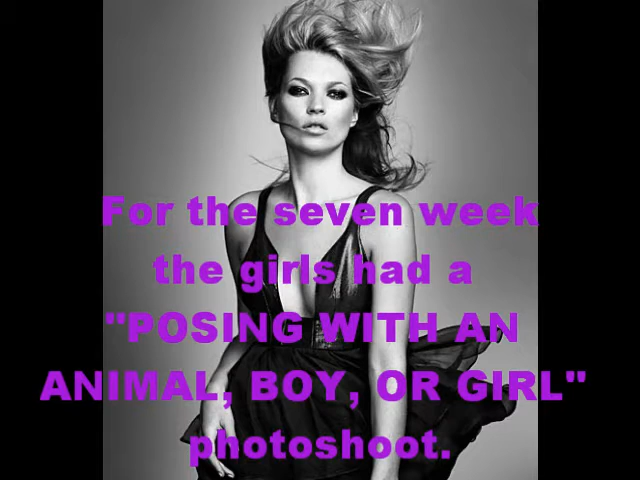 For the seven week
the girls had a
"POSING WITH AN
ANIMAL, BOY, OR GIRL"
photoshoot.